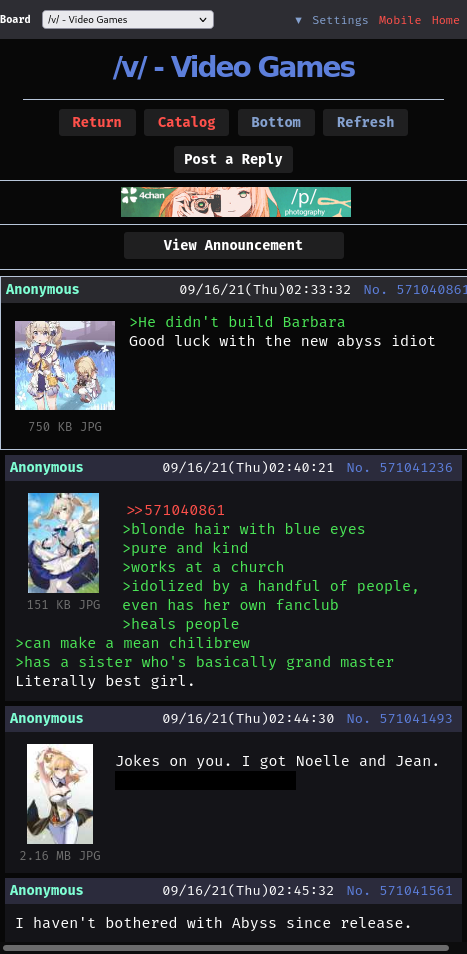 Board /v/ - Video Games ▼ Settings Mobile Home
/v/ - Video Games
Return Catalog Bottom Refresh
Post a Reply
4chan /p/
photography
View Announcement
Anonymous 09/16/21(Thu)02:33:32 No. 571040861
>He didn't build Barbara
Good luck with the new abyss idiot
750 KB JPG
Anonymous 09/16/21(Thu)02:40:21 No. 571041236
>>571040861
>blonde hair with blue eyes
>pure and kind
>works at a church
>idolized by a handful of people,
even has her own fanclub
>heals people
151 KB JPG
>can make a mean chilibrew
>has a sister who's basically grand master
Literally best girl.
Anonymous 09/16/21(Thu)02:44:30 No. 571041493
Jokes on you. I got Noelle and Jean.
2.16 MB JPG
Anonymous 09/16/21(Thu)02:45:32 No. 571041561
I haven't bothered with Abyss since release.